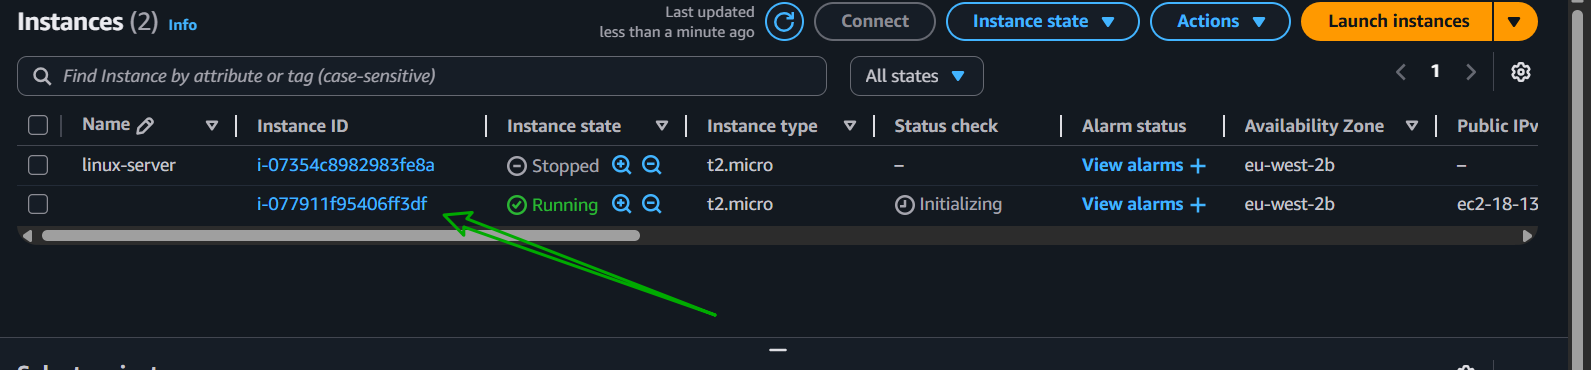 Instances (2) Info
Last updated
less than a minute ago
Connect
Instance state
Actions
Launch instances
Find Instance by attribute or tag (case-sensitive)
All states
1
Name Instance ID Instance state Instance type Status check Alarm status Availability Zone Public IPv
linux-server i-07354c8982983fe8a Stopped t2.micro – View alarms + eu-west-2b –
i-077911f95406ff3df Running t2.micro Initializing View alarms + eu-west-2b ec2-18-13